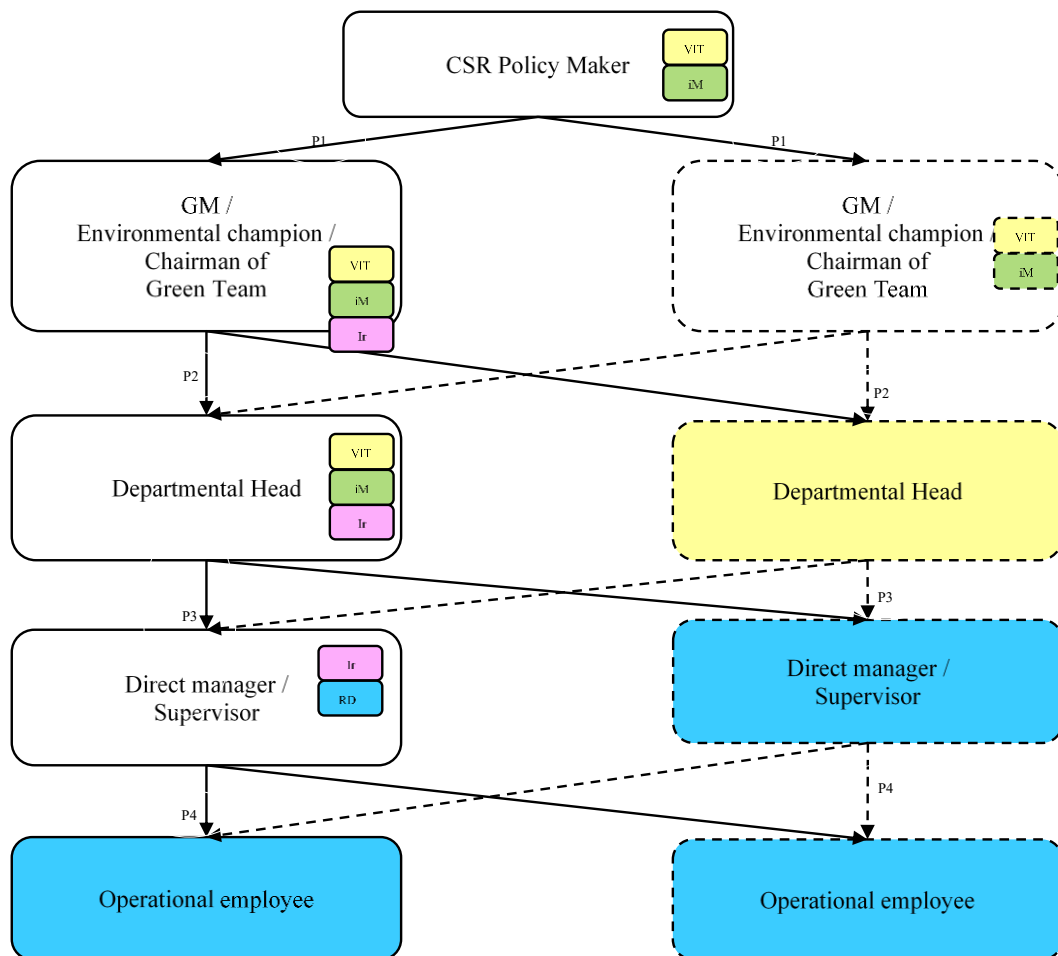 CSR Policy Maker
VIT
iM
P1
P1
GM /
Environmental champion /
Chairman of
Green Team
VIT
iM
Ir
GM /
Environmental champion /
Chairman of
Green Team
VIT
iM
P2
P2
Departmental Head
VIT
iM
Ir
Departmental Head
P3
P3
Direct manager /
Supervisor
Ir
RD
Direct manager /
Supervisor
P4
P4
Operational employee
Operational employee